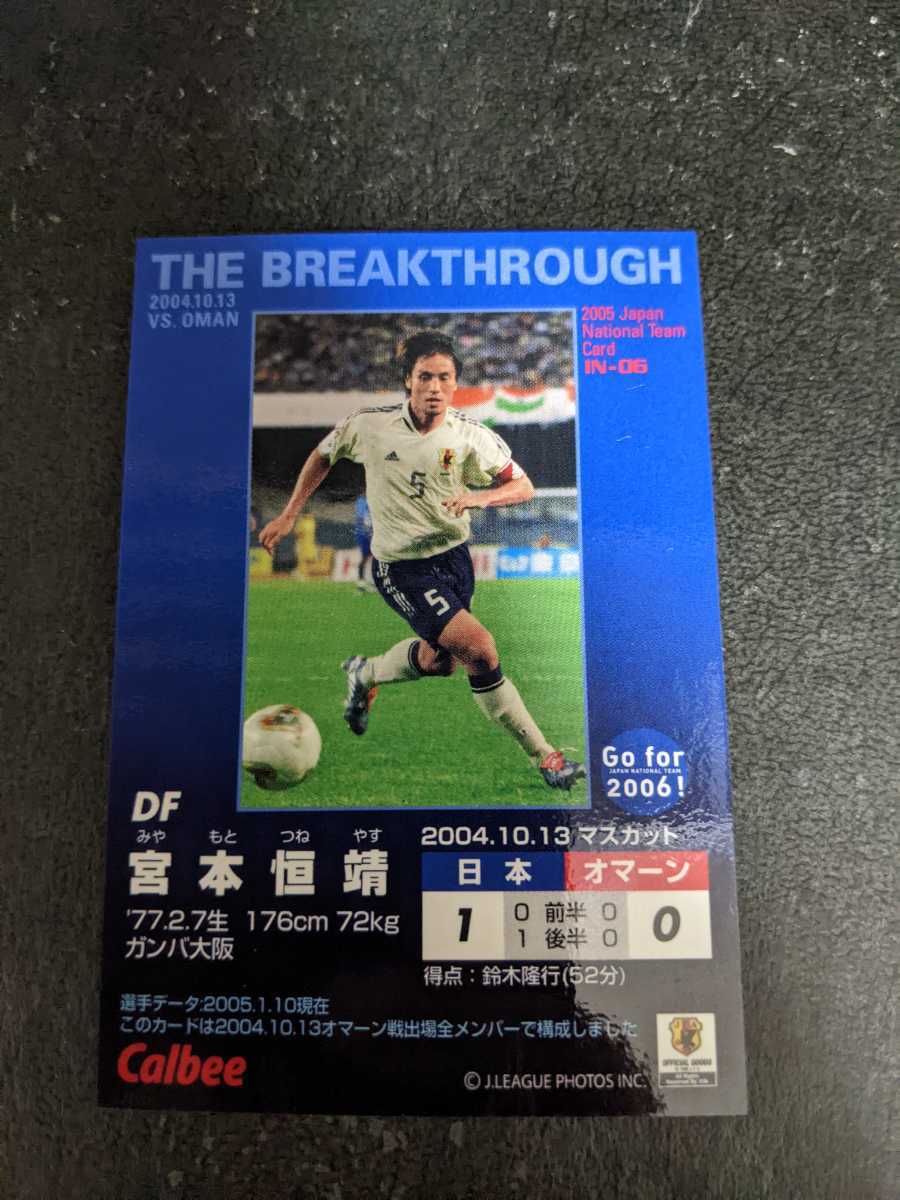 THE BREAKTHROUGH
2004.10.13
VS. OMAN
2005 Japan
National Team
Card
IN-06
5
5
Go for
JAPAN NATIONAL TEAM
2006!
DF
みや もと つね やす
宮本恒靖
'77.2.7生 176cm 72kg
ガンバ大阪
2004.10.13 マスカット
日本 オマーン
1 0 前半 0 0
1 後半 0
得点：鈴木隆行(52分)
選手データ:2005.1.10現在
このカードは2004.10.13オマーン戦出場全メンバーで構成しました
Calbee
© J.LEAGUE PHOTOS INC.
OFFICIAL GOODS